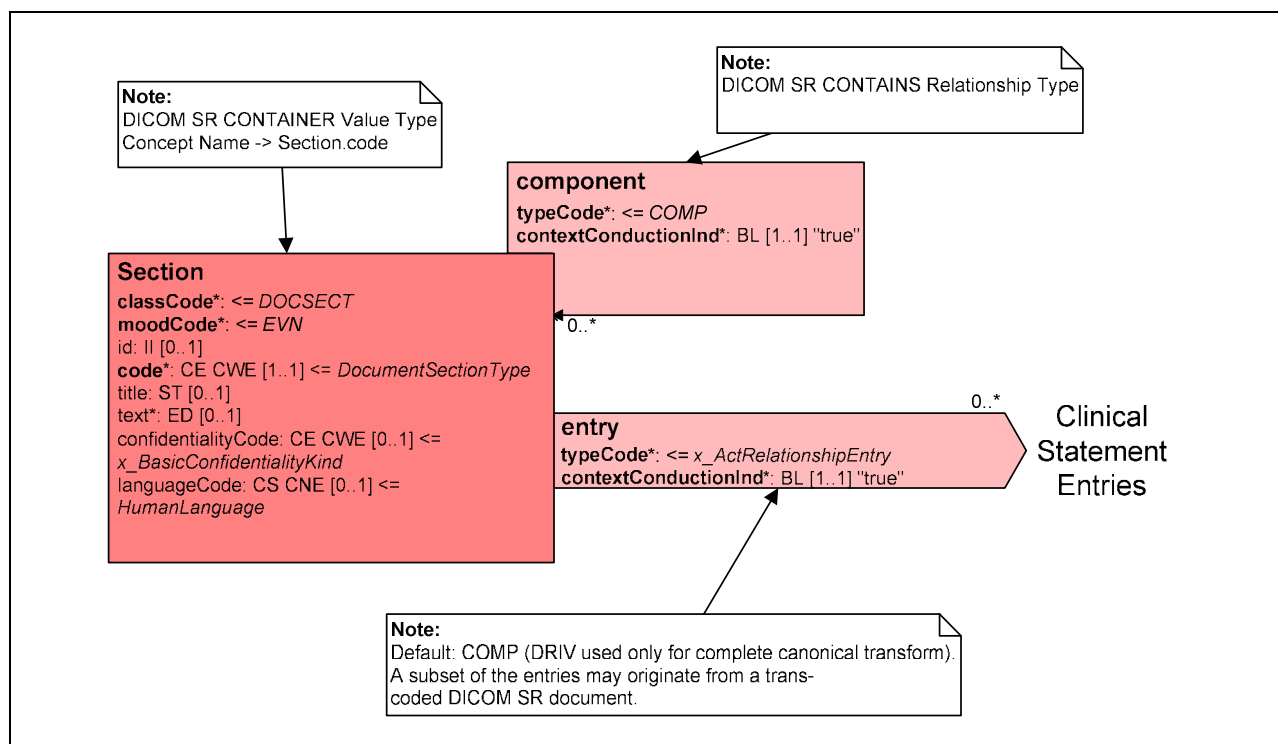 Note:
DICOM SR CONTAINER Value Type
Concept Name -> Section.code
Note:
DICOM SR CONTAINS Relationship Type
component
typeCode*: <= COMP
contextConductionInd*: BL [1..1] "true"
0..*
Section
classCode*: <= DOCSECT
moodCode*: <= EVN
id: II [0..1]
code*: CE CWE [1..1] <= DocumentSectionType
title: ST [0..1]
text*: ED [0..1]
confidentialityCode: CE CWE [0..1] <=
x_BasicConfidentialityKind
languageCode: CS CNE [0..1] <=
HumanLanguage
0..*
entry
typeCode*: <= x_ActRelationshipEntry
contextConductionInd*: BL [1..1] "true"
Clinical
Statement
Entries
Note:
Default: COMP (DRIV used only for complete canonical transform).
A subset of the entries may originate from a trans-
coded DICOM SR document.